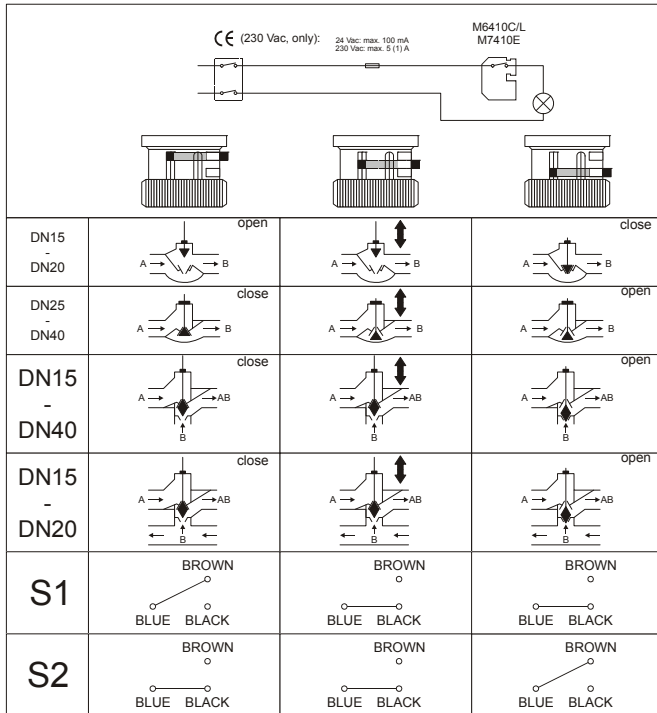 CE (230 Vac, only):
24 Vac: max. 100 mA
230 Vac: max. 5 (1) A
M6410C/L
M7410E
DN15
-
DN20
open
A B
A B
close
A B
DN25
-
DN40
close
A B
A B
open
A B
DN15
-
DN40
close
A AB
B
A AB
B
open
A AB
B
DN15
-
DN20
close
A AB
B
A AB
B
open
A AB
B
S1
BROWN
BLUE BLACK
BROWN
BLUE BLACK
BROWN
BLUE BLACK
S2
BROWN
BLUE BLACK
BROWN
BLUE BLACK
BROWN
BLUE BLACK